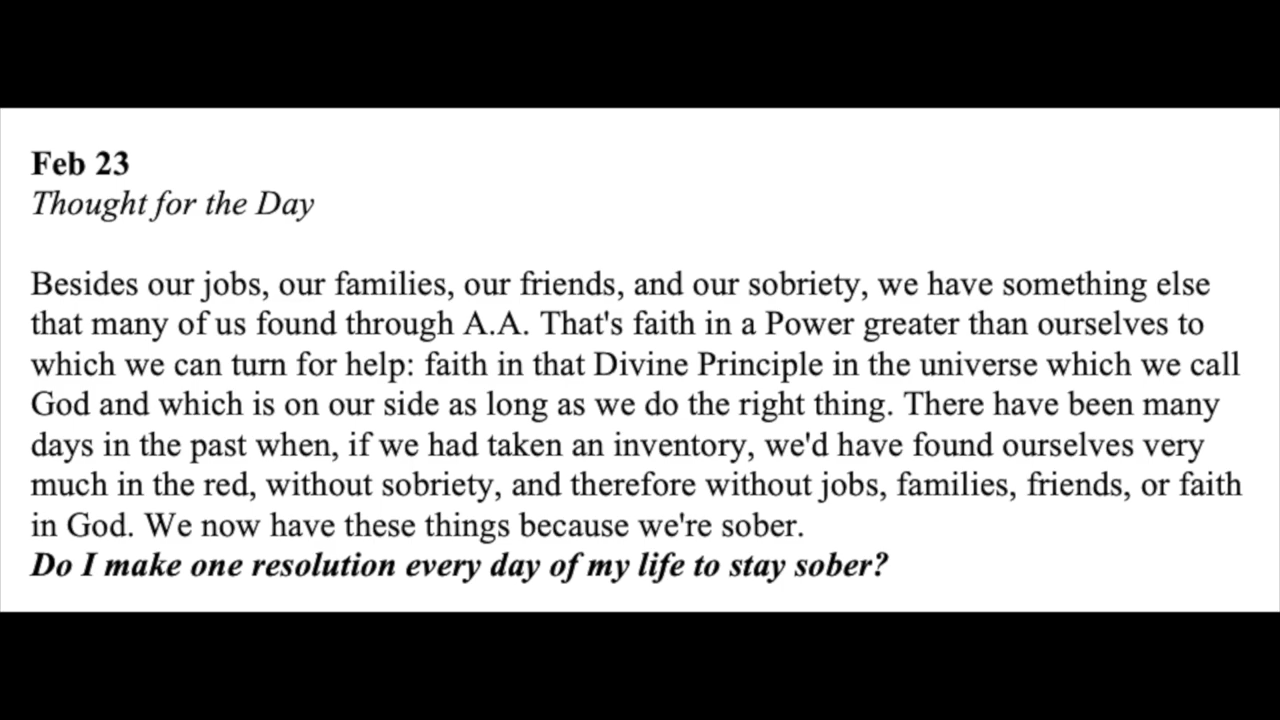 Feb 23
Thought for the Day
Besides our jobs, our families, our friends, and our sobriety, we have something else
that many of us found through A.A. That's faith in a Power greater than ourselves to
which we can turn for help: faith in that Divine Principle in the universe which we call
God and which is on our side as long as we do the right thing. There have been many
days in the past when, if we had taken an inventory, we'd have found ourselves very
much in the red, without sobriety, and therefore without jobs, families, friends, or faith
in God. We now have these things because we're sober.
Do I make one resolution every day of my life to stay sober?